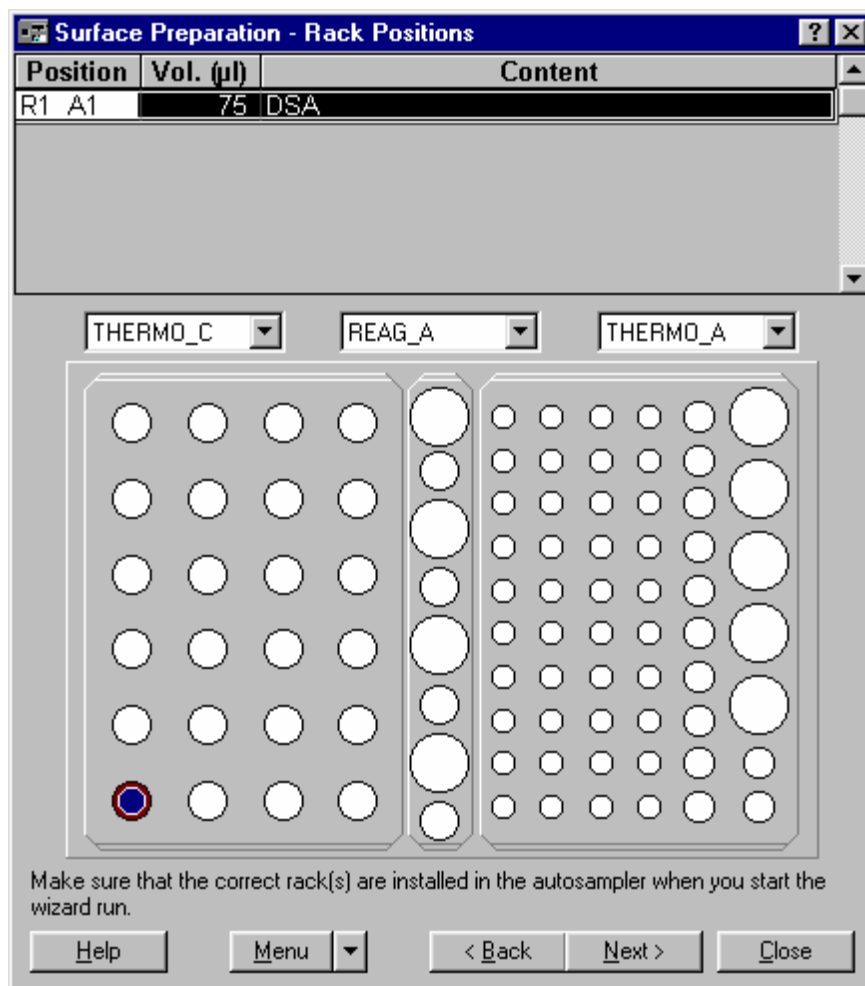 Surface Preparation - Rack Positions
Position Vol. (µl) Content
R1 A1 75 DSA
THERMO_C REAG_A THERMO_A
Make sure that the correct rack(s) are installed in the autosampler when you start the
wizard run.
Help Menu < Back Next > Close